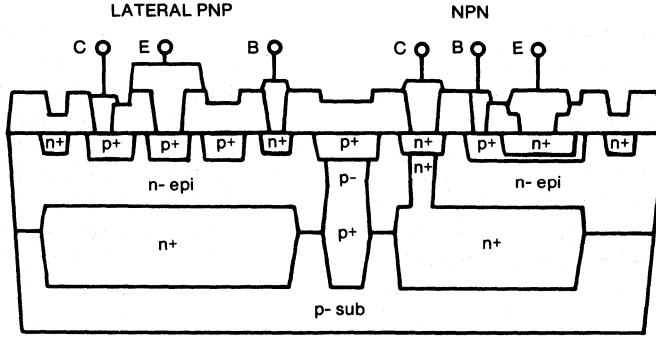 LATERAL PNP NPN
C E B C B E
n+ p+ p+ p+ n+ p+ n+ p+ n+ n+
n- epi p- n+ n- epi
n+ p+ n+
p- sub